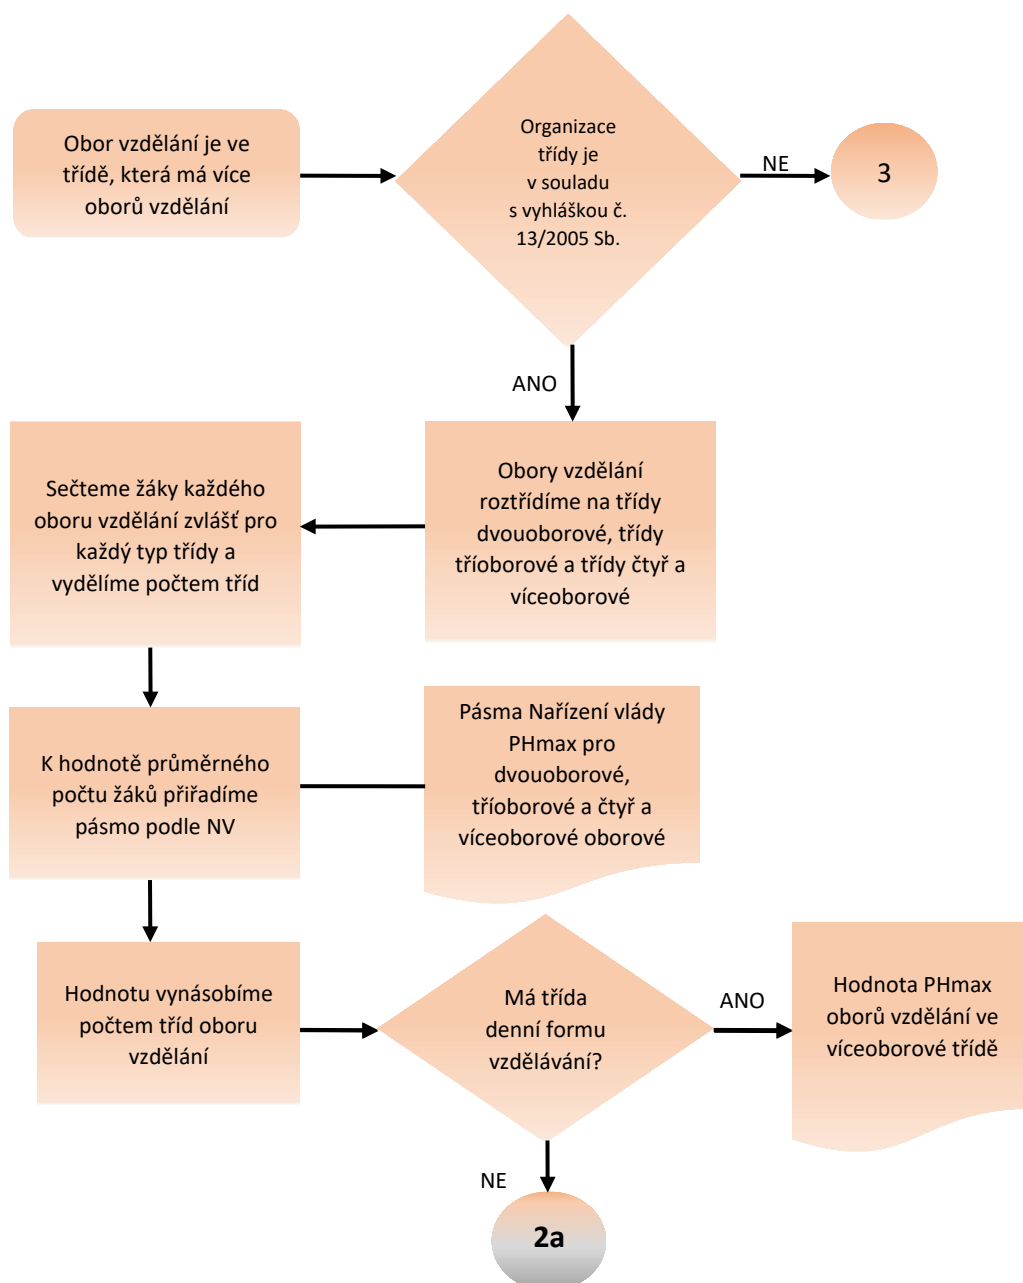 Obor vzdělání je ve
třídě, která má více
oborů vzdělání
Organizace
třídy je
v souladu
s vyhláškou č.
13/2005 Sb.
NE
3
ANO
Obory vzdělání
roztřídíme na třídy
dvouoborové, třídy
tříoborové a třídy čtyř a
víceoborové
Sečteme žáky každého
oboru vzdělání zvlášť pro
každý typ třídy a
vydělíme počtem tříd
K hodnotě průměrného
počtu žáků přiřadíme
pásmo podle NV
Pásma Nařízení vlády
PHmax pro
dvouoborové,
tříoborové a čtyř a
víceoborové oborové
Hodnotu vynásobíme
počtem tříd oboru
vzdělání
Má třída
denní formu
vzdělávání?
ANO
Hodnota PHmax
oborů vzdělání ve
víceoborové třídě
NE
2a